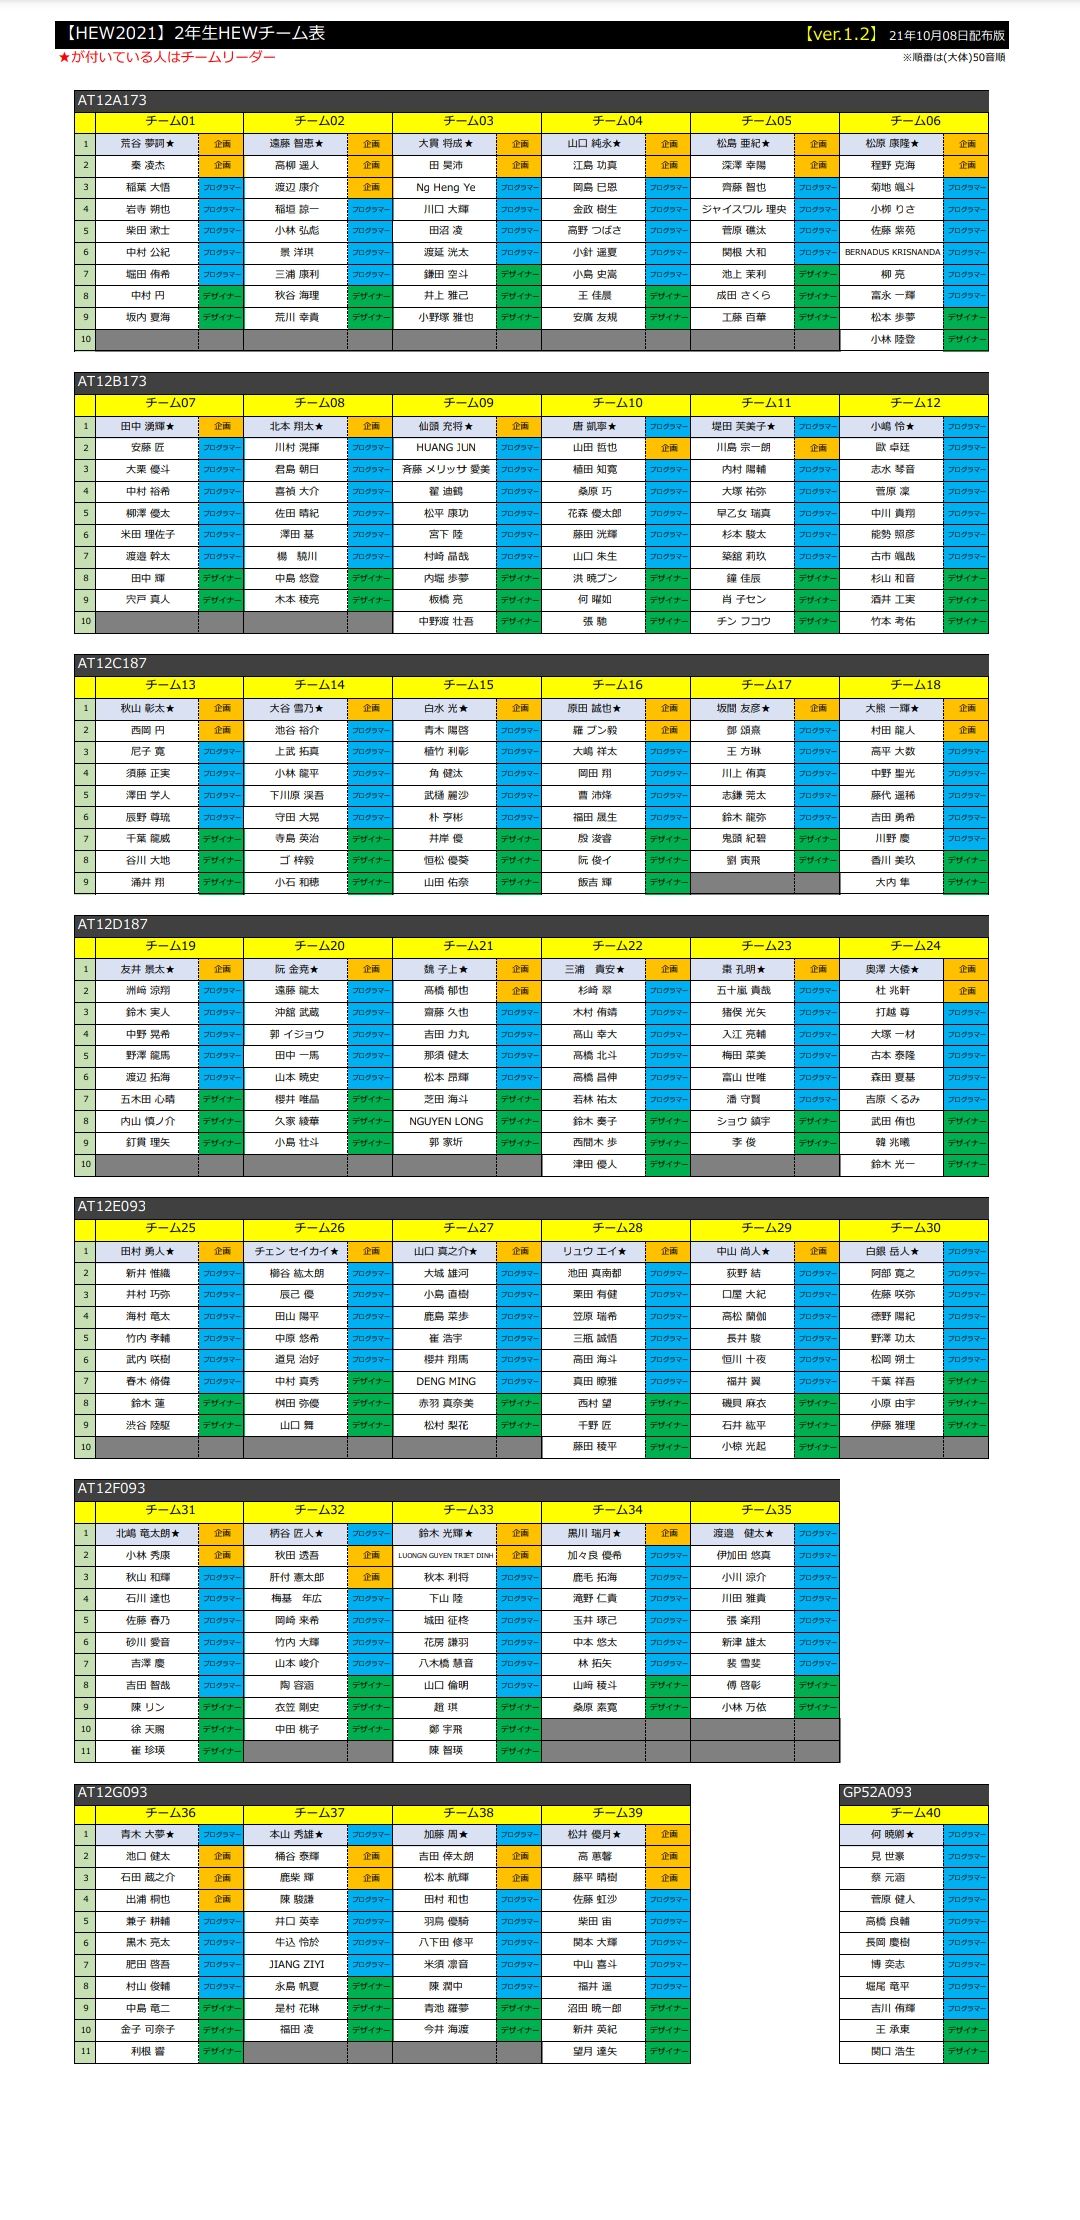 【HEW2021】2年生HEWチーム表 【ver.1.2】 21年10月08日配布版
★が付いている人はチームリーダー ※順番は(大体)50音順
AT12A173
チーム01 チーム02 チーム03 チーム04 チーム05 チーム06
1 荒谷 夢詞★ 企画 遠藤 智恵★ 企画 大貫 将成★ 企画 山口 純永★ 企画 松島 亜紀★ 企画 松原 康隆★ 企画
2 秦 凌杰 企画 高柳 遥人 企画 田 昊沛 企画 江島 功真 企画 深澤 幸陽 企画 程野 克海 企画
3 稲葉 大悟 プログラマー 渡辺 康介 企画 Ng Heng Ye プログラマー 岡島 巳恩 プログラマー 齊藤 智也 プログラマー 菊地 颯斗 プログラマー
4 岩寺 朔也 プログラマー 稲垣 諒一 プログラマー 川口 大輝 プログラマー 金政 樹生 プログラマー ジャイスワル 理央 プログラマー 小栁 りさ プログラマー
5 柴田 漱士 プログラマー 小林 弘彪 プログラマー 田沼 凌 プログラマー 高野 つばさ プログラマー 菅原 礁汰 プログラマー 佐藤 紫苑 プログラマー
6 中村 公紀 プログラマー 景 洋琪 プログラマー 渡延 洸太 プログラマー 小針 遥夏 プログラマー 関根 大和 プログラマー BERNADUS KRISNANDA プログラマー
7 堀田 侑希 プログラマー 三浦 康利 プログラマー 鎌田 空斗 デザイナー 小島 史嵩 プログラマー 池上 茉利 デザイナー 柳 亮 プログラマー
8 中村 円 デザイナー 秋谷 海理 デザイナー 井上 雅己 デザイナー 王 佳晨 デザイナー 成田 さくら デザイナー 富永 一輝 プログラマー
9 坂内 夏海 デザイナー 荒川 幸貴 デザイナー 小野塚 雅也 デザイナー 安廣 友規 デザイナー 工藤 百華 デザイナー 松本 歩夢 デザイナー
10 小林 陸登 デザイナー
AT12B173
チーム07 チーム08 チーム09 チーム10 チーム11 チーム12
1 田中 湧輝★ 企画 北本 翔太★ 企画 仙頭 充将★ 企画 唐 凱寧★ プログラマー 堤田 芙美子★ プログラマー 小嶋 怜★ プログラマー
2 安藤 匠 プログラマー 川村 滉揮 プログラマー HUANG JUN プログラマー 山田 哲也 企画 川島 宗一朗 企画 歐 卓廷 プログラマー
3 大栗 優斗 プログラマー 君島 朝日 プログラマー 斉藤 メリッサ 愛美 プログラマー 植田 知寛 プログラマー 内村 陽輔 プログラマー 志水 琴音 プログラマー
4 中村 裕希 プログラマー 喜禎 大介 プログラマー 翟 迪鶴 プログラマー 桑原 巧 プログラマー 大塚 祐弥 プログラマー 菅原 凜 プログラマー
5 柳澤 優太 プログラマー 佐田 晴紀 プログラマー 松平 康功 プログラマー 花森 優太郎 プログラマー 早乙女 瑞真 プログラマー 中川 貴翔 プログラマー
6 米田 理佐子 プログラマー 澤田 基 プログラマー 宮下 陸 プログラマー 藤田 洸輝 プログラマー 杉本 駿太 プログラマー 能勢 照彦 プログラマー
7 渡邉 幹太 プログラマー 楊 驍川 プログラマー 村崎 晶哉 プログラマー 山口 朱生 プログラマー 築舘 莉玖 プログラマー 古市 颯哉 プログラマー
8 田中 輝 デザイナー 中島 悠登 デザイナー 内堀 歩夢 デザイナー 洪 暁ブン デザイナー 鐘 佳辰 デザイナー 杉山 和音 デザイナー
9 宍戸 真人 デザイナー 木本 稜亮 デザイナー 板橋 亮 デザイナー 何 曜如 デザイナー 肖 子セン デザイナー 酒井 工実 デザイナー
10 中野渡 壮吾 デザイナー 張 馳 デザイナー チン フコウ デザイナー 竹本 考佑 デザイナー
AT12C187
チーム13 チーム14 チーム15 チーム16 チーム17 チーム18
1 秋山 彰太★ 企画 大谷 雪乃★ 企画 白水 光★ 企画 原田 誠也★ 企画 坂間 友彦★ 企画 大熊 一輝★ 企画
2 西岡 円 企画 池谷 裕介 プログラマー 青木 陽啓 プログラマー 羅 ブン毅 企画 鄧 頌熹 プログラマー 村田 龍人 企画
3 尼子 寛 プログラマー 上武 拓真 プログラマー 植竹 利彰 プログラマー 大嶋 祥太 プログラマー 王 方琳 プログラマー 高平 大数 プログラマー
4 須藤 正実 プログラマー 小林 龍平 プログラマー 角 健汰 プログラマー 岡田 翔 プログラマー 川上 侑真 プログラマー 中野 聖光 プログラマー
5 澤田 学人 プログラマー 下川原 渓吾 プログラマー 武樋 麗沙 プログラマー 曹 沛烽 プログラマー 志鎌 莞太 プログラマー 藤代 遥稀 プログラマー
6 辰野 尊琉 プログラマー 守田 大晃 プログラマー 朴 亨彬 プログラマー 福田 晟生 プログラマー 鈴木 龍弥 プログラマー 吉田 勇希 プログラマー
7 千葉 龍威 デザイナー 寺島 英治 デザイナー 井岸 優 デザイナー 殷 浚睿 デザイナー 鬼頭 紀碧 デザイナー 川野 慶 プログラマー
8 谷川 大地 デザイナー ゴ 梓毅 デザイナー 恒松 優葵 デザイナー 阮 俊イ デザイナー 劉 寅飛 デザイナー 香川 美玖 デザイナー
9 涌井 翔 デザイナー 小石 和穂 デザイナー 山田 佑奈 デザイナー 飯吉 輝 デザイナー 大内 隼 デザイナー
AT12D187
チーム19 チーム20 チーム21 チーム22 チーム23 チーム24
1 友井 景太★ 企画 阮 金亮★ 企画 魏 子上★ 企画 三浦 貴安★ 企画 棗 孔明★ 企画 奥澤 大倭★ 企画
2 洲﨑 涼翔 プログラマー 遠藤 龍太 プログラマー 高橋 郁也 企画 杉崎 翠 プログラマー 五十嵐 貴哉 プログラマー 杜 兆軒 企画
3 鈴木 実人 プログラマー 沖舘 武蔵 プログラマー 齋藤 久也 プログラマー 木村 侑靖 プログラマー 猪俣 光矢 プログラマー 打越 尊 プログラマー
4 中野 晃希 プログラマー 郭 イジョウ プログラマー 吉田 力丸 プログラマー 高山 幸大 プログラマー 入江 亮輔 プログラマー 大塚 一材 プログラマー
5 野澤 龍馬 プログラマー 田中 一馬 プログラマー 那須 健太 プログラマー 高橋 北斗 プログラマー 梅田 菜美 プログラマー 古本 泰隆 プログラマー
6 渡辺 拓海 プログラマー 山本 暁史 プログラマー 松本 昂輝 プログラマー 高橋 昌伸 プログラマー 富山 世唯 プログラマー 森田 夏基 プログラマー
7 五木田 心晴 デザイナー 櫻井 唯晶 デザイナー 芝田 海斗 デザイナー 若林 祐太 プログラマー 潘 守賢 プログラマー 吉原 くるみ プログラマー
8 内山 慎ノ介 デザイナー 久家 綾華 デザイナー NGUYEN LONG デザイナー 鈴木 奏子 デザイナー ショウ 鎮宇 デザイナー 武田 侑也 デザイナー
9 釘貫 理矢 デザイナー 小島 壮斗 デザイナー 郭 家圻 デザイナー 西間木 歩 デザイナー 李 俊 デザイナー 韓 兆曦 デザイナー
10 津田 優人 デザイナー 鈴木 光一 デザイナー
AT12E093
チーム25 チーム26 チーム27 チーム28 チーム29 チーム30
1 田村 勇人★ 企画 チェン セイカイ★ 企画 山口 真之介★ 企画 リュウ エイ★ 企画 中山 尚人★ 企画 白銀 岳人★ プログラマー
2 新井 惟織 プログラマー 櫛谷 紘太朗 プログラマー 大城 雄河 プログラマー 池田 真南都 プログラマー 荻野 結 プログラマー 阿部 寛之 プログラマー
3 井村 巧弥 プログラマー 辰己 優 プログラマー 小島 直樹 プログラマー 栗田 有健 プログラマー 口屋 大紀 プログラマー 佐藤 咲弥 プログラマー
4 海村 竜太 プログラマー 田山 陽平 プログラマー 鹿島 菜歩 プログラマー 笠原 瑞希 プログラマー 高松 蘭伽 プログラマー 德野 陽紀 プログラマー
5 竹内 孝輔 プログラマー 中原 悠希 プログラマー 崔 浩宇 プログラマー 三瓶 誠悟 プログラマー 長井 駿 プログラマー 野澤 功太 プログラマー
6 武内 咲樹 プログラマー 道見 治好 プログラマー 櫻井 翔馬 プログラマー 高田 海斗 プログラマー 恒川 十夜 プログラマー 松岡 朔士 プログラマー
7 春木 脩偉 プログラマー 中村 真秀 デザイナー DENG MING プログラマー 真田 瞭雅 プログラマー 福井 翼 プログラマー 千葉 祥吾 デザイナー
8 鈴木 蓮 デザイナー 桝田 弥優 デザイナー 赤羽 真奈美 デザイナー 西村 望 デザイナー 磯貝 麻衣 デザイナー 小原 由宇 デザイナー
9 渋谷 陸駆 デザイナー 山口 舞 デザイナー 松村 梨花 デザイナー 千野 匠 デザイナー 石井 紘平 デザイナー 伊藤 雅理 デザイナー
10 藤田 稜平 デザイナー 小椋 光起 デザイナー
AT12F093
チーム31 チーム32 チーム33 チーム34 チーム35
1 北嶋 竜太朗★ 企画 柄谷 匠人★ プログラマー 鈴木 光輝★ 企画 黒川 瑞月★ 企画 渡邉 健太★ プログラマー
2 小林 秀康 企画 秋田 透吾 企画 LUONGN GUYEN TRIET DINH 企画 加々良 優希 プログラマー 伊加田 悠真 プログラマー
3 秋山 和輝 プログラマー 肝付 憲太郎 企画 秋本 利将 プログラマー 鹿毛 拓海 プログラマー 小川 涼介 プログラマー
4 石川 達也 プログラマー 梅基 年広 プログラマー 下山 陸 プログラマー 滝野 仁貴 プログラマー 川田 雅貴 プログラマー
5 佐藤 春乃 プログラマー 岡崎 来希 プログラマー 城田 征柊 プログラマー 玉井 琢己 プログラマー 張 楽翔 プログラマー
6 砂川 愛音 プログラマー 竹内 大輝 プログラマー 花房 謙羽 プログラマー 中本 悠太 プログラマー 新津 雄太 プログラマー
7 吉澤 慶 プログラマー 山本 峻介 プログラマー 八木橋 慧音 プログラマー 林 拓矢 プログラマー 裴 雪斐 プログラマー
8 吉田 智哉 プログラマー 陶 容涵 デザイナー 山口 倫明 プログラマー 山﨑 稜斗 デザイナー 傅 啓彰 デザイナー
9 陳 リン デザイナー 衣笠 剛史 デザイナー 趙 琪 デザイナー 桑原 素寛 デザイナー 小林 万依 デザイナー
10 徐 天賜 デザイナー 中田 桃子 デザイナー 鄭 宇飛 デザイナー
11 崔 珍瑛 デザイナー 陳 智瑛 デザイナー
AT12G093 GP52A093
チーム36 チーム37 チーム38 チーム39 チーム40
1 青木 大夢★ プログラマー 本山 秀雄★ プログラマー 加藤 周★ プログラマー 松井 優月★ 企画 何 曉卿★ プログラマー
2 池口 健太 企画 桶谷 泰輝 企画 吉田 倖太朗 企画 高 蕙馨 企画 見 世豪 プログラマー
3 石田 蔵之介 企画 鹿柴 輝 企画 松本 航輝 企画 藤平 晴樹 企画 蔡 元涵 プログラマー
4 出浦 桐也 企画 陳 駿謙 プログラマー 田村 和也 プログラマー 佐藤 虹沙 プログラマー 菅原 健人 プログラマー
5 兼子 耕輔 プログラマー 井口 英幸 プログラマー 羽鳥 優騎 プログラマー 柴田 宙 プログラマー 高橋 良輔 プログラマー
6 黒木 亮太 プログラマー 牛込 怜於 プログラマー 八下田 修平 プログラマー 関本 大輝 プログラマー 長岡 慶樹 プログラマー
7 肥田 啓吾 プログラマー JIANG ZIYI プログラマー 米須 凛音 プログラマー 中山 喜斗 プログラマー 博 奕志 プログラマー
8 村山 俊輔 プログラマー 永島 帆夏 デザイナー 陳 潤中 プログラマー 福井 遥 プログラマー 堀尾 竜平 プログラマー
9 中島 竜二 デザイナー 是村 花琳 デザイナー 青池 羅夢 デザイナー 沼田 暁一郎 デザイナー 吉川 侑輝 プログラマー
10 金子 可奈子 デザイナー 福田 凌 デザイナー 今井 海渡 デザイナー 新井 英紀 デザイナー 王 承東 デザイナー
11 利根 響 デザイナー 望月 達矢 デザイナー 関口 浩生 デザイナー